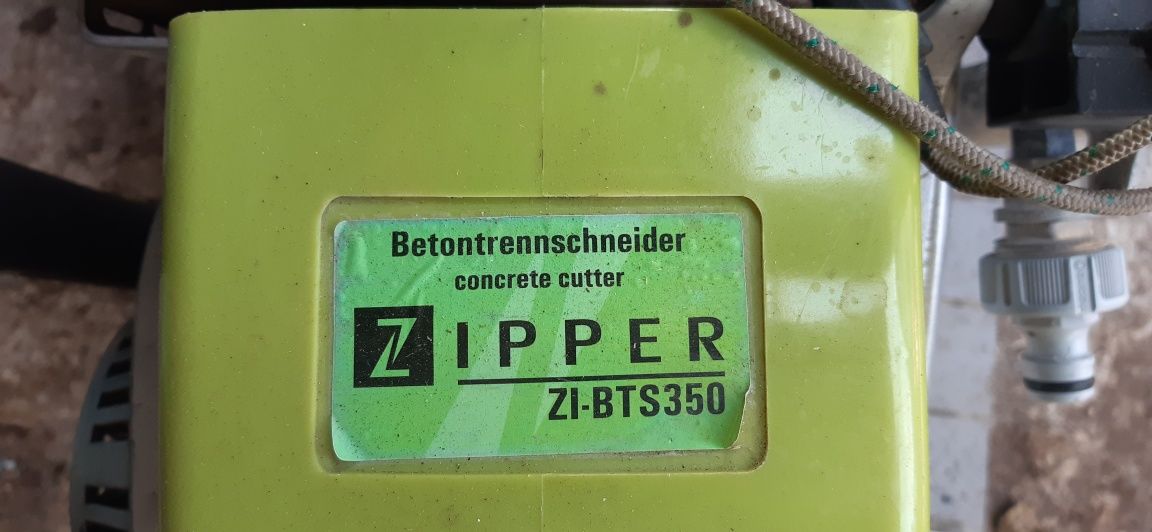 Betontrennschneider
concrete cutter
ZIPPER
ZI-BTS350